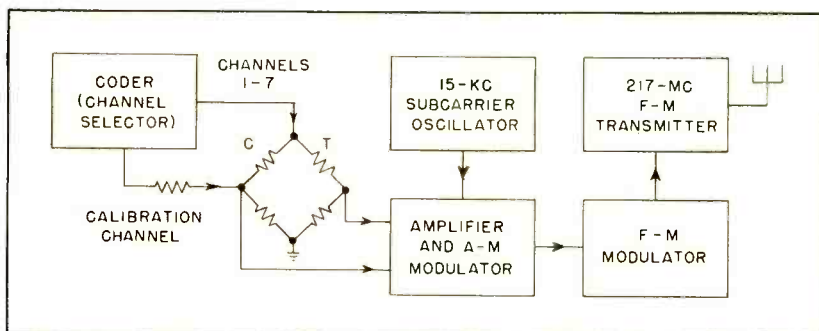 CODER
(CHANNEL
SELECTOR)
CHANNELS
1-7
C
T
CALIBRATION
CHANNEL
15-KC
SUBCARRIER
OSCILLATOR
AMPLIFIER
AND A-M
MODULATOR
217-MC
F-M
TRANSMITTER
F-M
MODULATOR